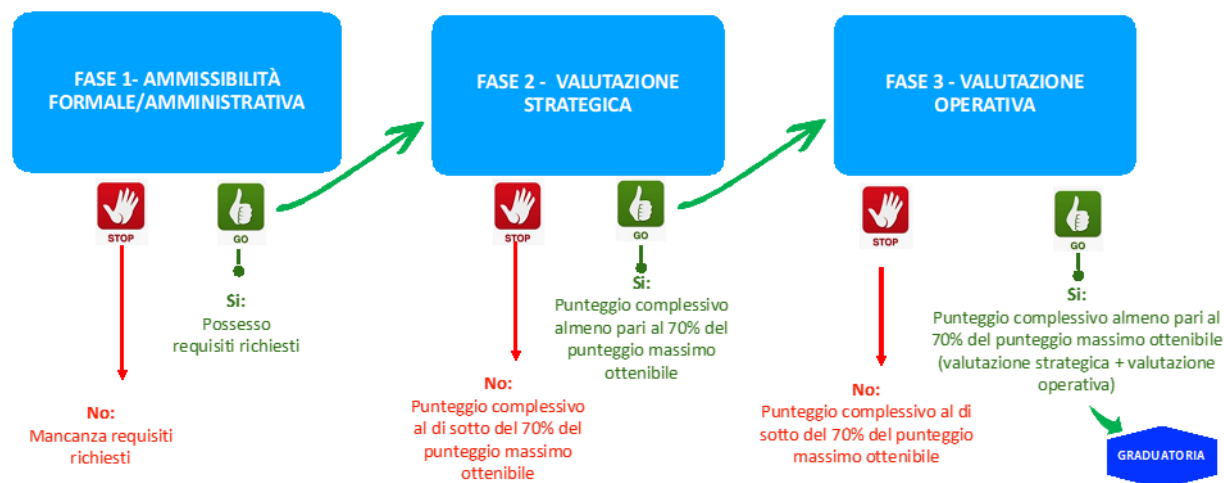 FASE 1- AMMISSIBILITÀ
FORMALE/AMMINISTRATIVA
STOP
GO
Si:
Possesso
requisiti richiesti
No:
Mancanza requisiti
richiesti
FASE 2 - VALUTAZIONE
STRATEGICA
STOP
GO
Si:
Punteggio complessivo
almeno pari al 70% del
punteggio massimo
ottenibile
No:
Punteggio complessivo
al di sotto del 70% del
punteggio massimo
ottenibile
FASE 3 - VALUTAZIONE
OPERATIVA
STOP
GO
Si:
Punteggio complessivo almeno pari al
70% del punteggio massimo ottenibile
(valutazione strategica + valutazione
operativa)
No:
Punteggio complessivo al di
sotto del 70% del punteggio
massimo ottenibile
GRADUATORIA